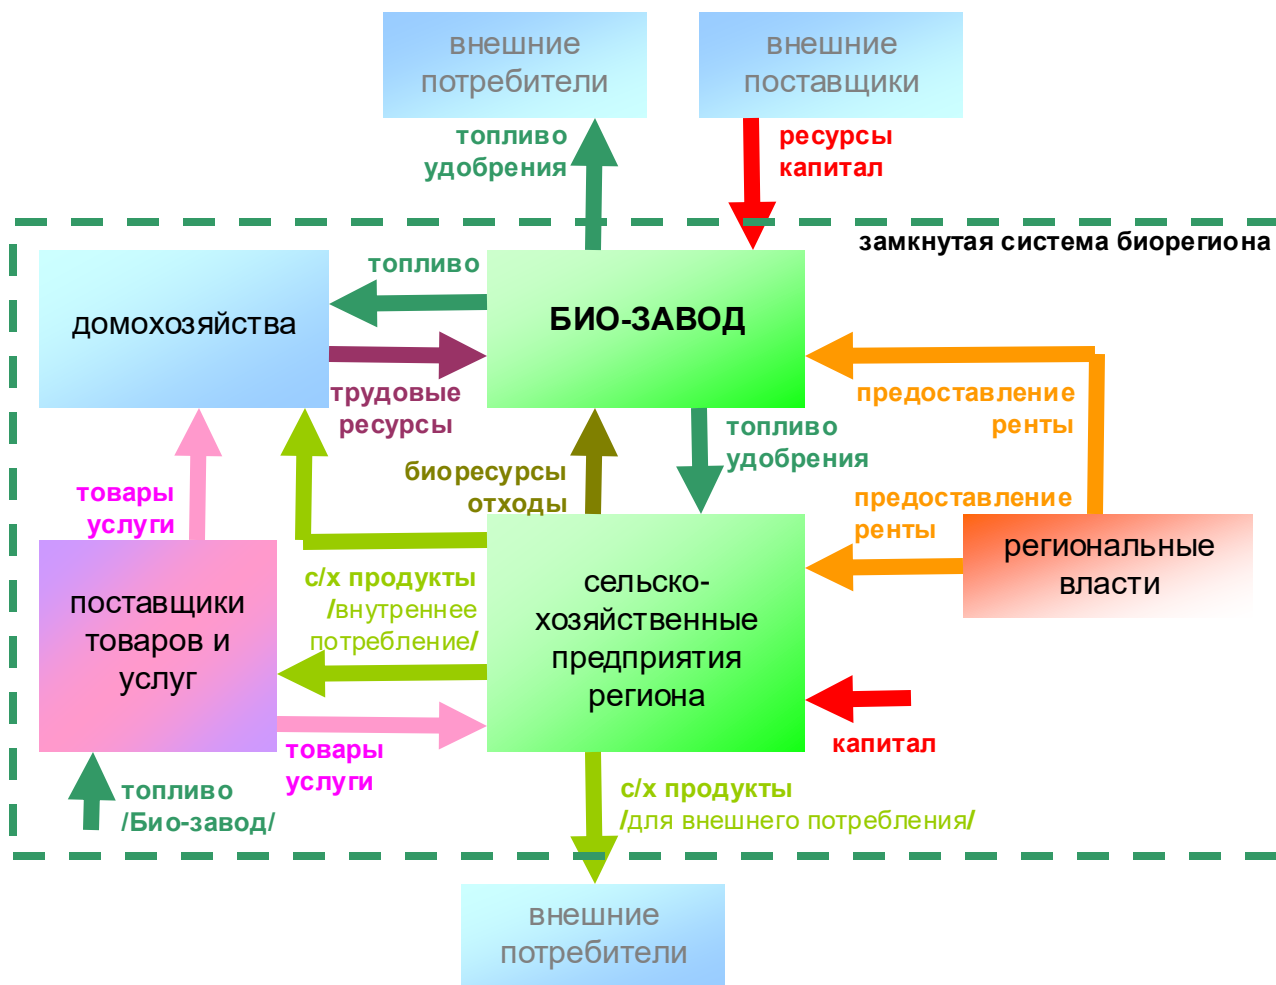 внешние
потребители
внешние
поставщики
топливо
удобрения
ресурсы
капитал
замкнутая система биорегиона
домохозяйства
топливо
БИО-ЗАВОД
трудовые
ресурсы
предоставление
ренты
топливо
удобрения
биоресурсы
отходы
товары
услуги
предоставление
ренты
региональные
власти
поставщики
товаров и
услуг
с/х продукты
/внутреннее
потребление/
сельско-
хозяйственные
предприятия
региона
капитал
товары
услуги
топливо
/Био-завод/
с/х продукты
/для внешнего потребления/
внешние
потребители